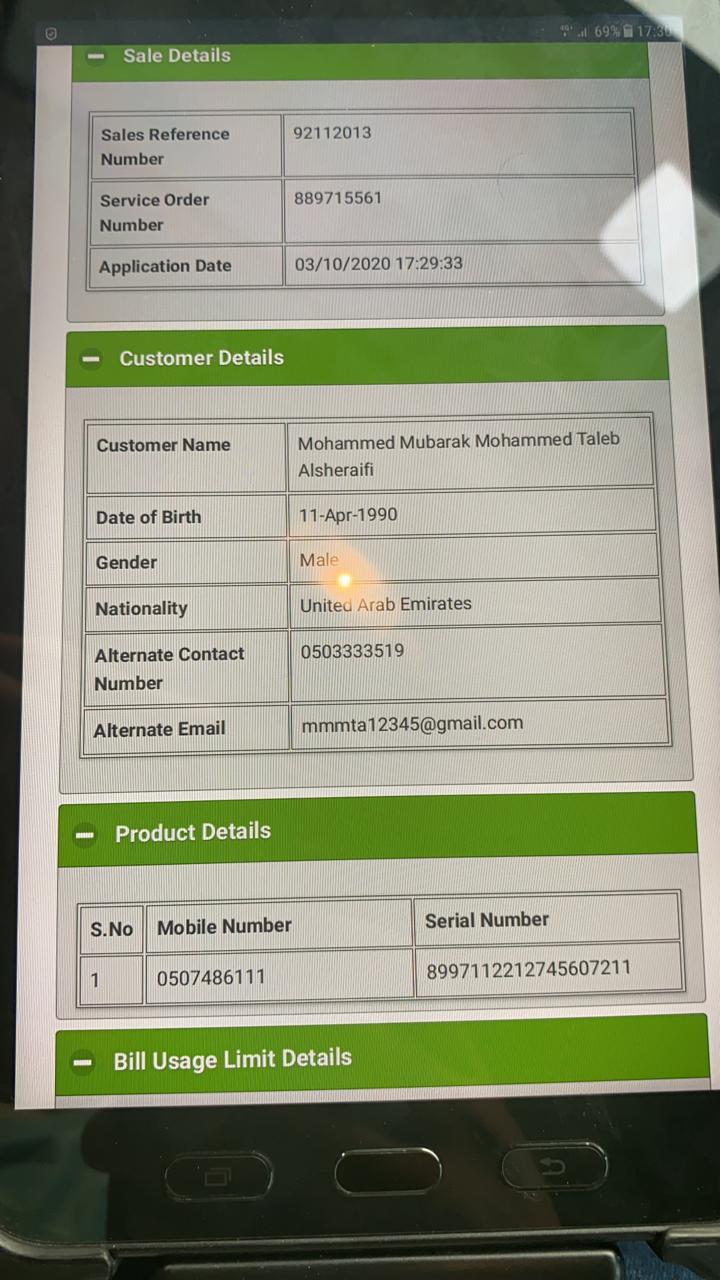 69% 17:30
Sale Details
Sales Reference
Number
92112013
Service Order
Number
889715561
Application Date
03/10/2020 17:29:33
Customer Details
Customer Name
Mohammed Mubarak Mohammed Taleb
Alsheraifi
Date of Birth
11-Apr-1990
Gender
Male
Nationality
United Arab Emirates
Alternate Contact
Number
0503333519
Alternate Email
mmmta12345@gmail.com
Product Details
S.No Mobile Number Serial Number
1 0507486111 8997112212745607211
Bill Usage Limit Details